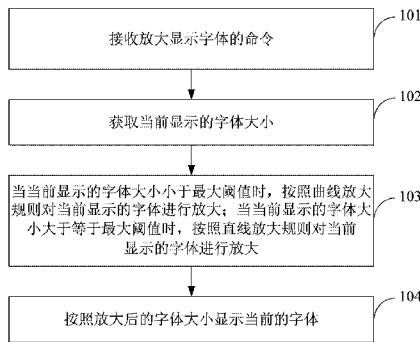 接收放大显示字体的命令
101
获取当前显示的字体大小
102
当当前显示的字体大小小于最大阈值时，按照曲线放大
规则对当前显示的字体进行放大；当当前显示的字体大
小大于等于最大阈值时，按照直线放大规则对当前
显示的字体进行放大
103
按照放大后的字体大小显示当前的字体
104